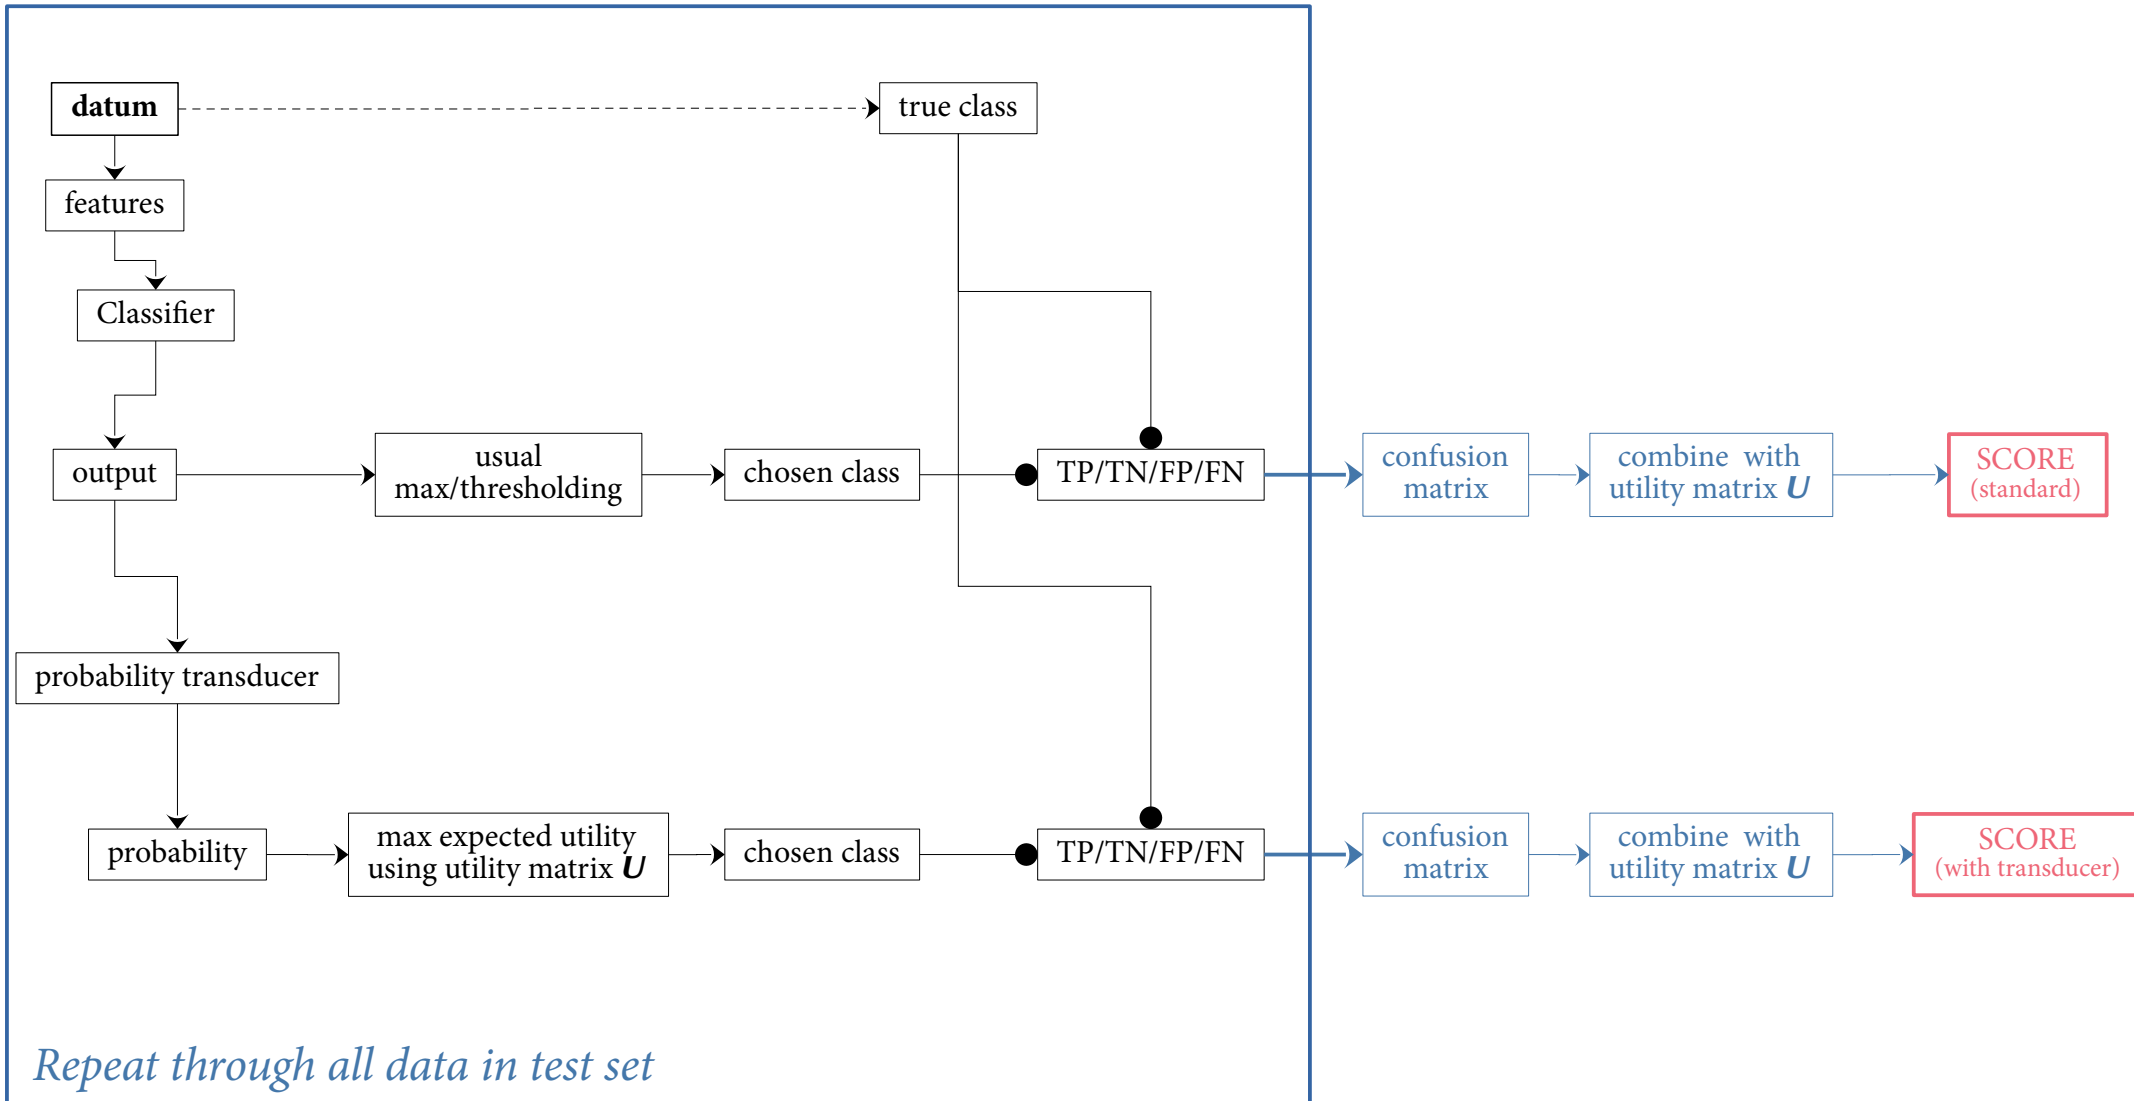 datum
true class
features
Classifier
output
usual
max/thresholding
chosen class
TP/TN/FP/FN
confusion
matrix
combine with
utility matrix U
SCORE
(standard)
probability transducer
probability
max expected utility
using utility matrix U
chosen class
TP/TN/FP/FN
confusion
matrix
combine with
utility matrix U
SCORE
(with transducer)
Repeat through all data in test set